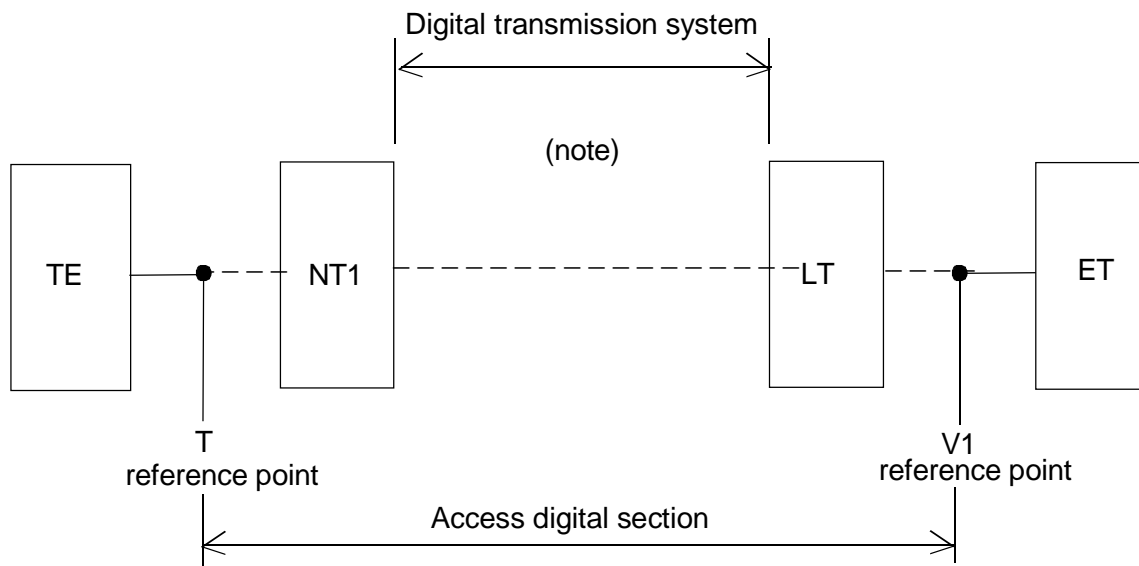 Digital transmission system
(note)
TE
NT1
LT
ET
T
reference point
V1
reference point
Access digital section